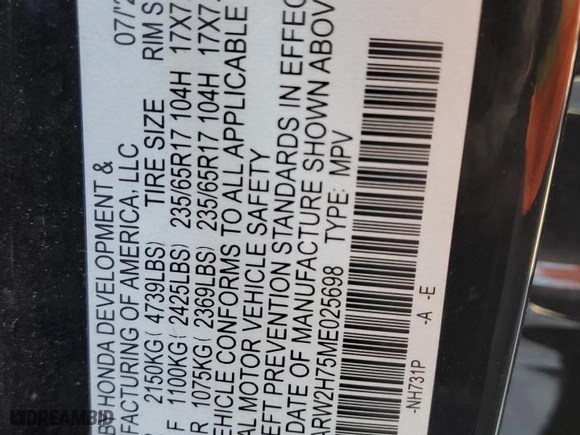 BY HONDA DEVELOPMENT & 07/'2
FACTURING OF AMERICA, LLC
2150KG ( 4739LBS) TIRE SIZE RIM S
F 1100KG ( 2425LBS) 235/65R17 104H 17X7.
R 1075KG ( 2369LBS) 235/65R17 104H 17X7.
EHICLE CONFORMS TO ALL APPLICABLE
AL MOTOR VEHICLE SAFETY
EFT PREVENTION STANDARDS IN EFFEC
DATE OF MANUFACTURE SHOWN ABOV
ARW2H75ME025698 TYPE: MPV
-NH731P -A -E
DREAMBID